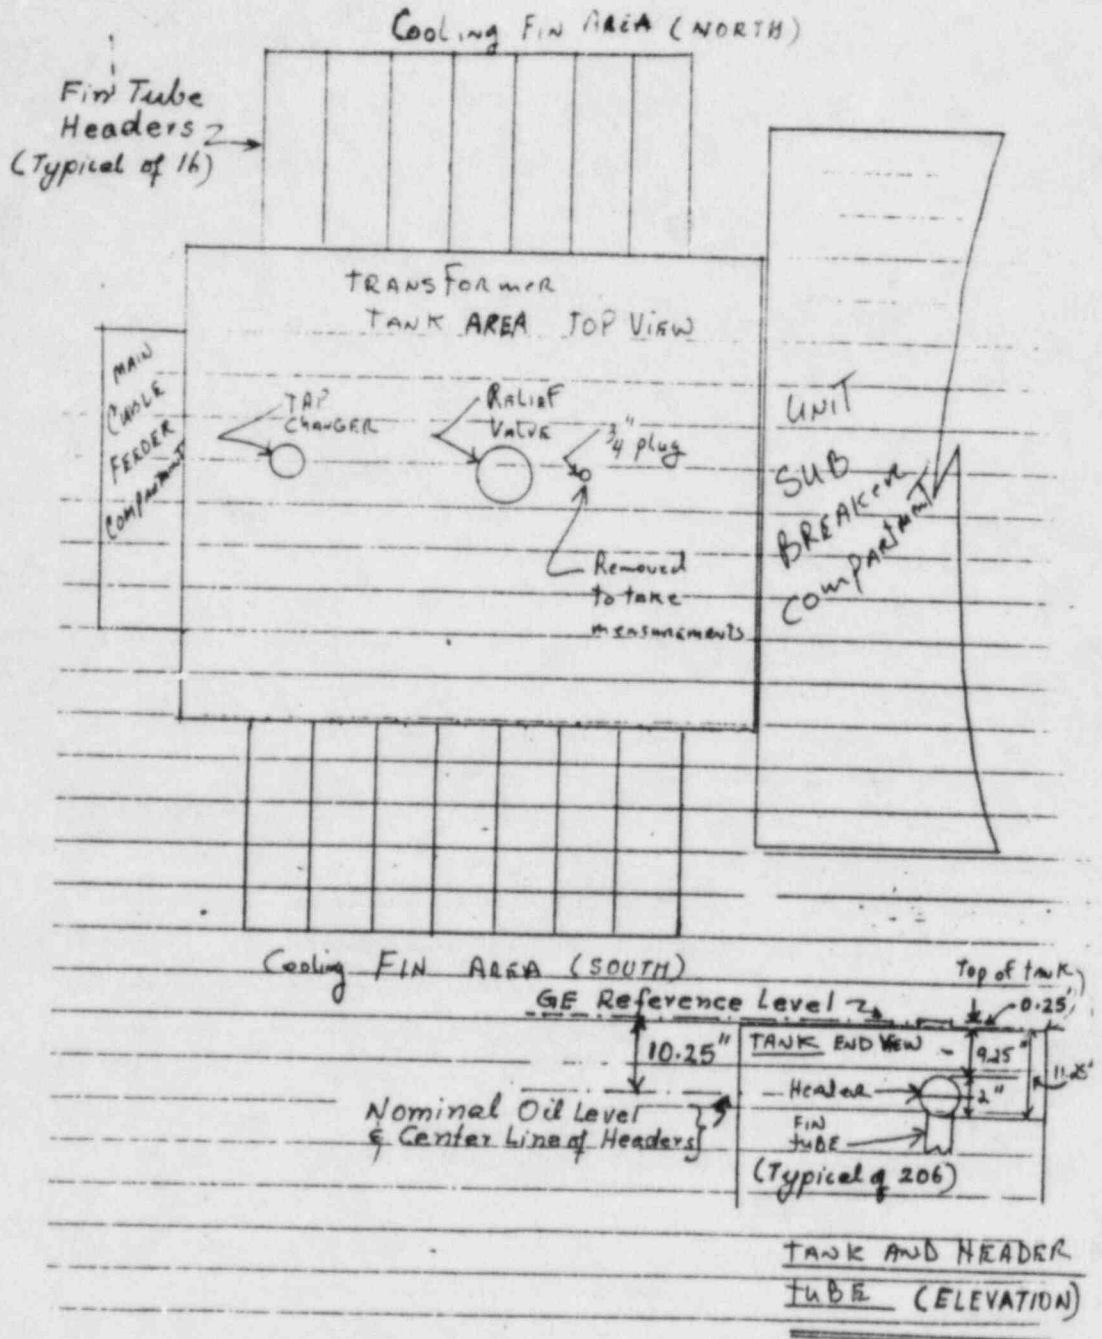 Cooling FIN AREA (NORTH)
Fin Tube
Headers
(Typical of 16)
TRANSFORMER
TANK AREA TOP VIEW
MAIN
CABLE
FEEDER
COMPARTMENT
TAP
CHANGER
RALIAF
VALVE
3/4" plug
Removed
to take
measurements
UNIT
SUB
BREAKER
COMPARTMENT
Cooling FIN AREA (SOUTH)
Top of tank
GE Reference Level
0.25"
10.25"
TANK END VIEW
9.25"
11.25"
Header
2"
Nominal Oil Level
& Center Line of Headers
FIN
TUBE
(Typical of 206)
TANK AND HEADER
TUBE (ELEVATION)